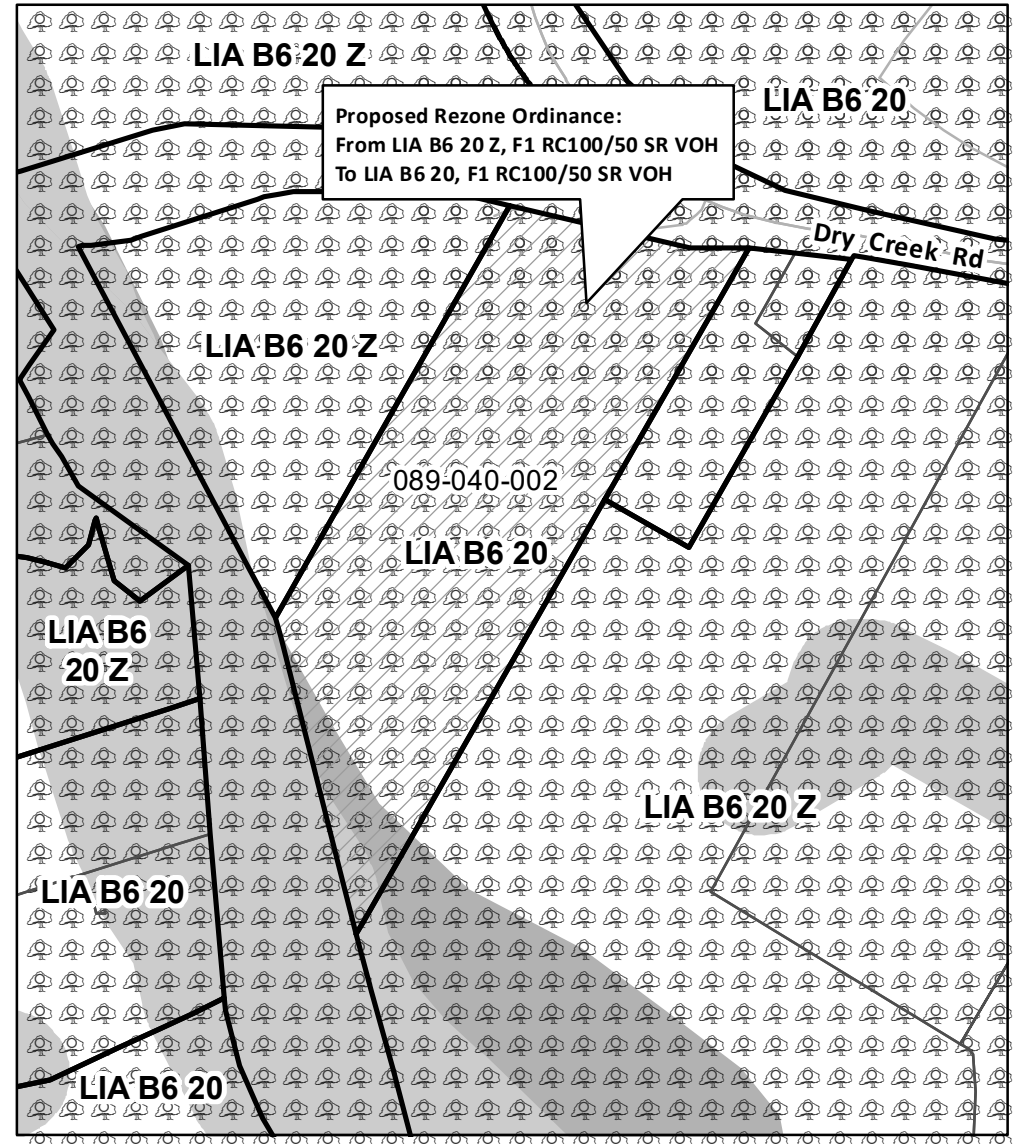 LIA B6 20 Z
LIA B6 20
Proposed Rezone Ordinance:
From LIA B6 20 Z, F1 RC100/50 SR VOH
To LIA B6 20, F1 RC100/50 SR VOH
Dry Creek Rd
LIA B6 20 Z
089-040-002
LIA B6 20
LIA B6
20 Z
LIA B6 20 Z
LIA B6 20
LIA B6 20